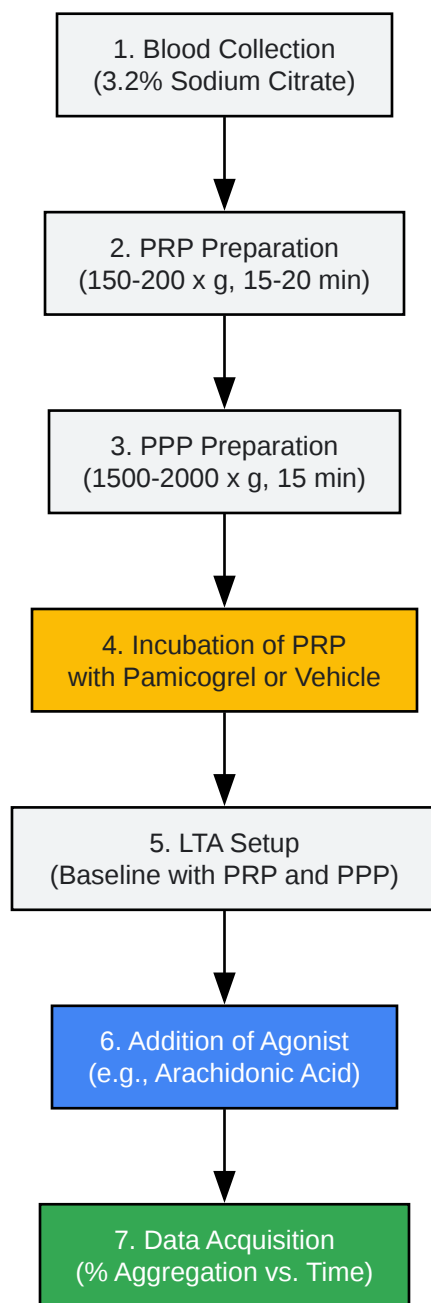 1. Blood Collection
(3.2% Sodium Citrate)
2. PRP Preparation
(150-200 x g, 15-20 min)
3. PPP Preparation
(1500-2000 x g, 15 min)
4. Incubation of PRP
with Pamicogrel or Vehicle
5. LTA Setup
(Baseline with PRP and PPP)
6. Addition of Agonist
(e.g., Arachidonic Acid)
7. Data Acquisition
(% Aggregation vs. Time)